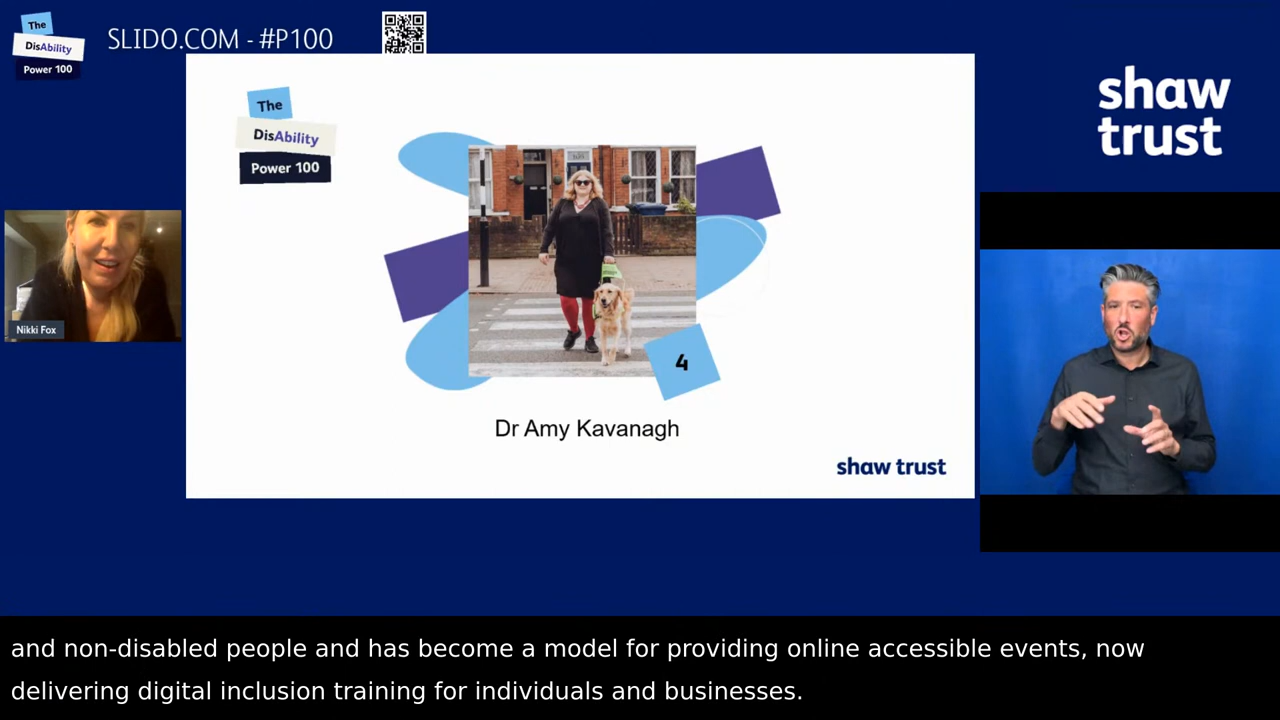 The
DisAbility
Power 100
SLIDO.COM - #P100
shaw
trust
The
DisAbility
Power 100
4
Dr Amy Kavanagh
shaw trust
Nikki Fox
and non-disabled people and has become a model for providing online accessible events, now
delivering digital inclusion training for individuals and businesses.